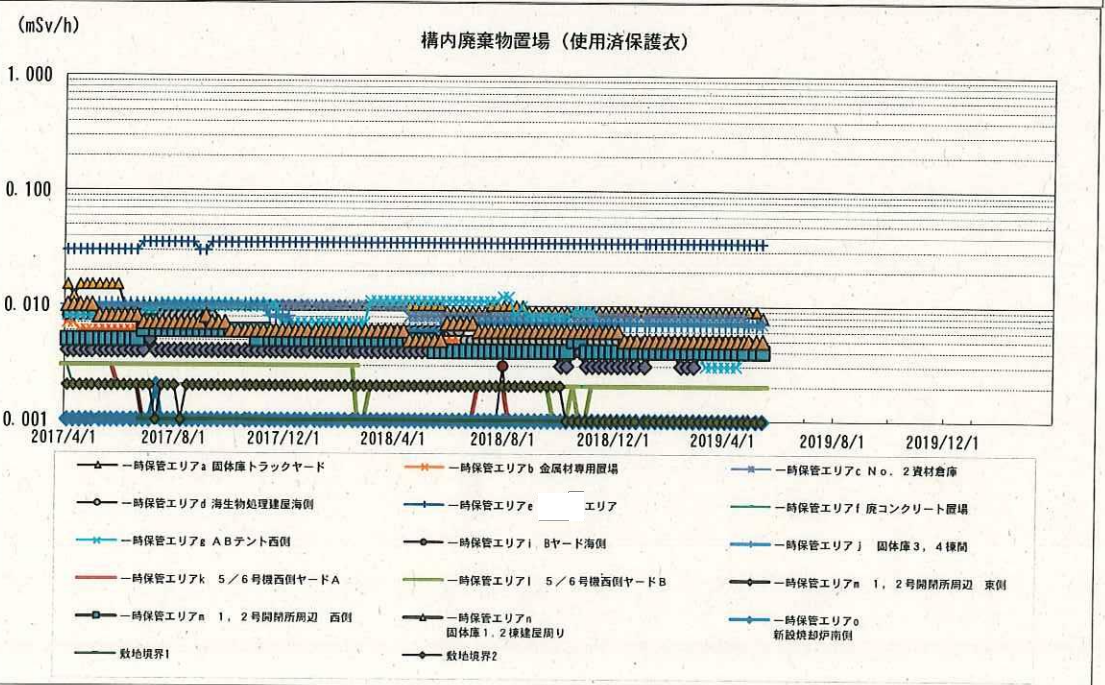 (mSv/h)
構内廃棄物置場（使用済保護衣）
1.000
0.100
0.010
0.001
2017/4/1 2017/8/1 2017/12/1 2018/4/1 2018/8/1 2018/12/1 2019/4/1 2019/8/1 2019/12/1
一時保管エリアa 固体庫トラックヤード 一時保管エリアb 金属材専用置場 一時保管エリアc No．2資材倉庫
一時保管エリアd 海生物処理建屋海側 一時保管エリアe エリア 一時保管エリアf 廃コンクリート置場
一時保管エリアg ABテント西側 一時保管エリアi Bヤード海側 一時保管エリアj 固体庫3，4棟間
一時保管エリアk 5／6号機西側ヤードA 一時保管エリアl 5／6号機西側ヤードB 一時保管エリアm 1，2号開閉所周辺 東側
一時保管エリアm 1，2号開閉所周辺 西側 一時保管エリアn 一時保管エリアo
固体庫1,2棟建屋周り 新設焼却炉南側
敷地境界1 敷地境界2